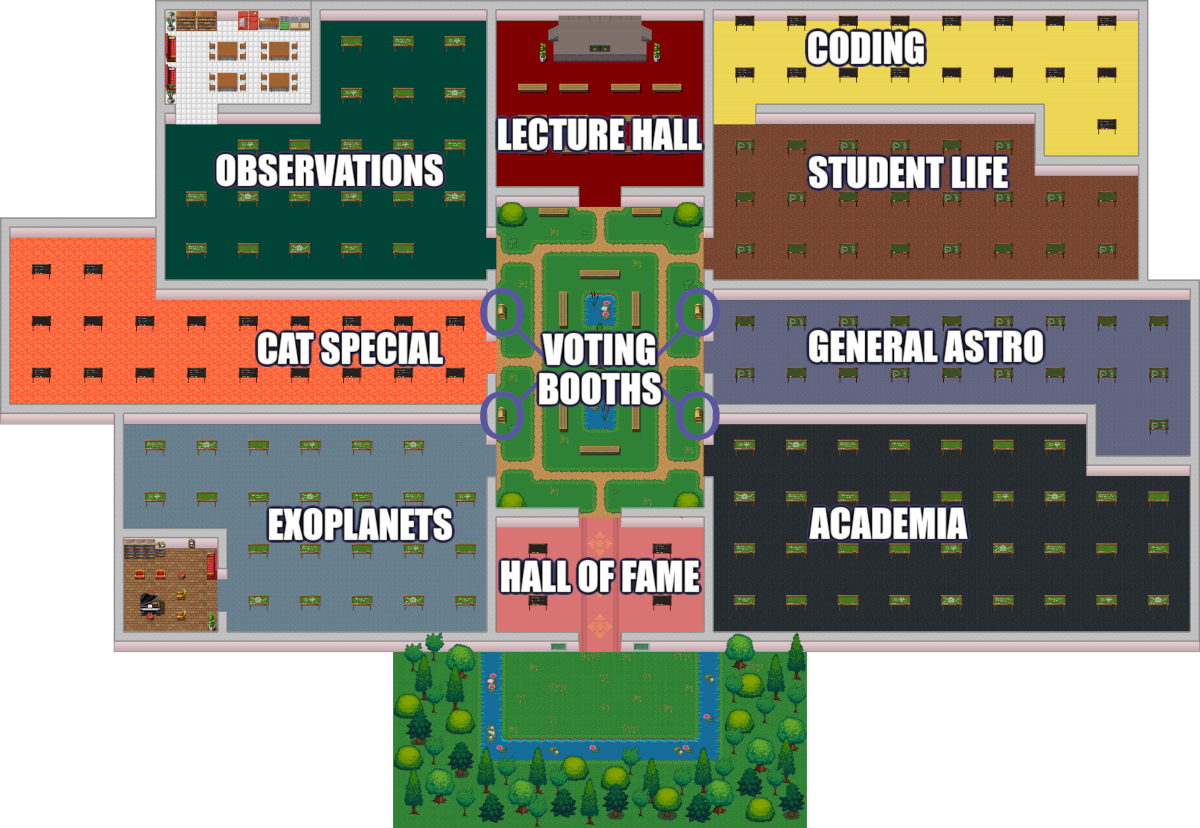 CODING
LECTURE HALL
OBSERVATIONS
STUDENT LIFE
CAT SPECIAL
VOTING
BOOTHS
GENERAL ASTRO
EXOPLANETS
ACADEMIA
HALL OF FAME